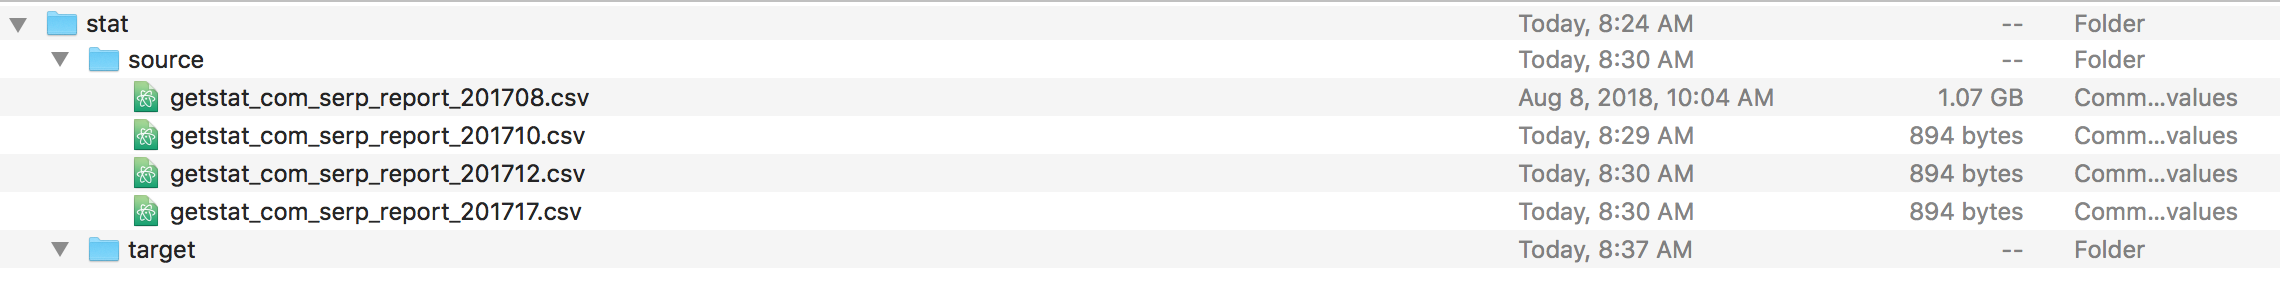 stat Today, 8:24 AM -- Folder
source Today, 8:30 AM -- Folder
getstat_com_serp_report_201708.csv Aug 8, 2018, 10:04 AM 1.07 GB Comm...values
getstat_com_serp_report_201710.csv Today, 8:29 AM 894 bytes Comm...values
getstat_com_serp_report_201712.csv Today, 8:30 AM 894 bytes Comm...values
getstat_com_serp_report_201717.csv Today, 8:30 AM 894 bytes Comm...values
target Today, 8:37 AM -- Folder